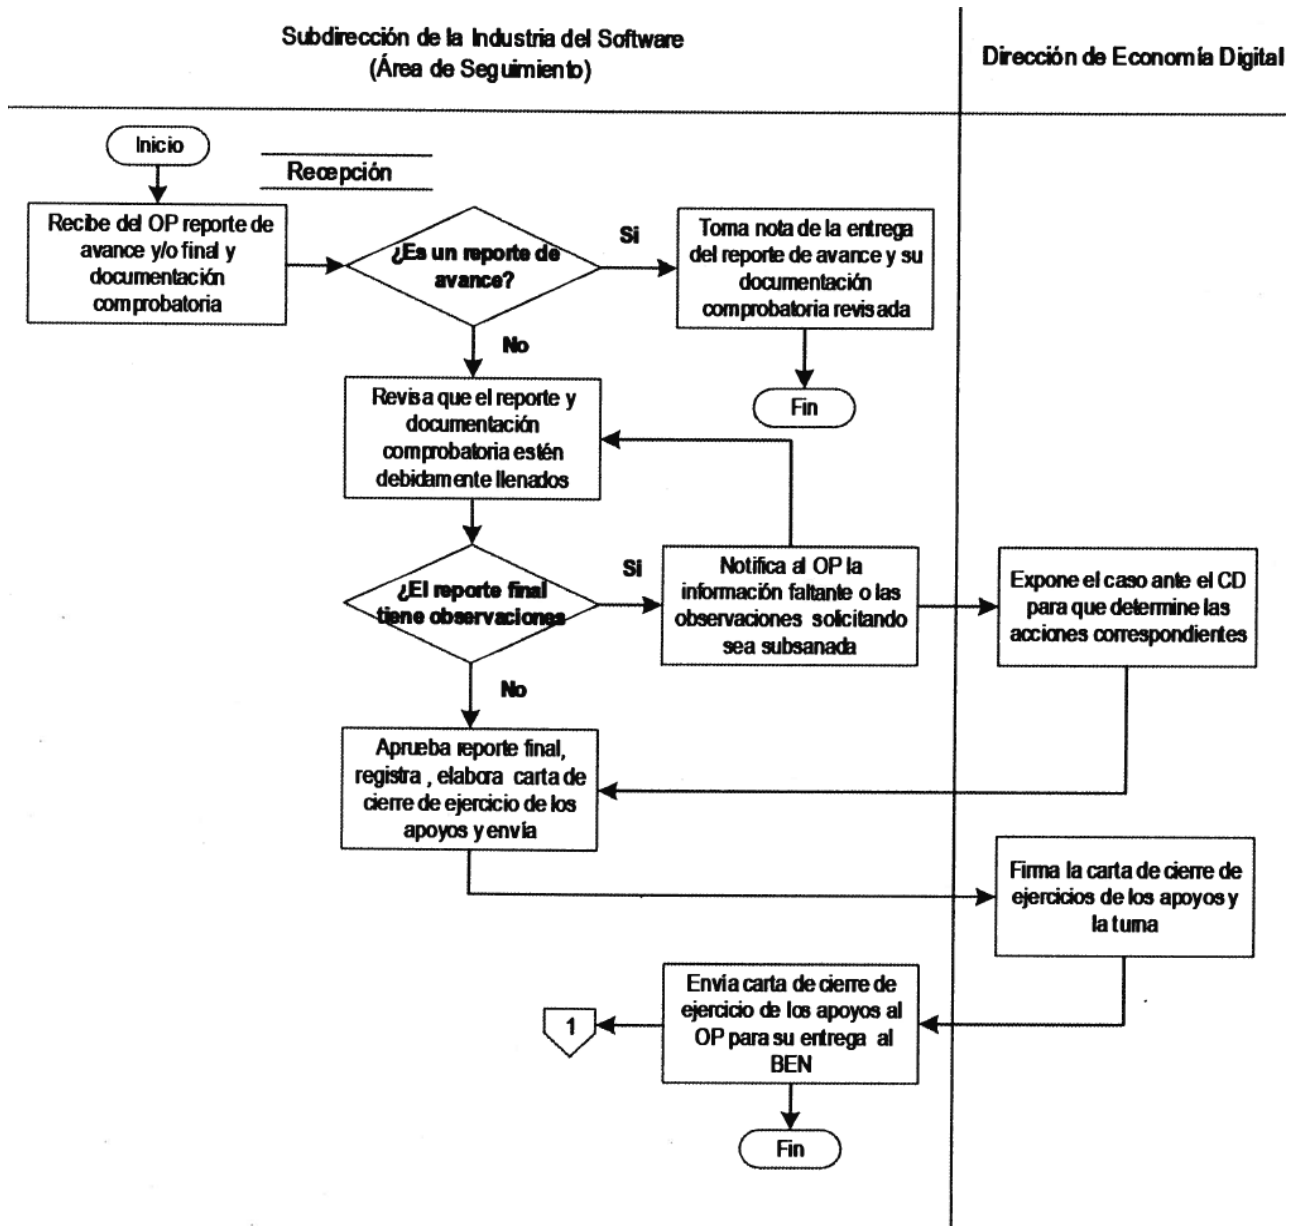 Subdirección de la Industria del Software
(Área de Seguimiento)
Dirección de Economía Digital
Inicio
Recepción
Recibe del OP reporte de
avance y/o final y
documentación
comprobatoria
¿Es un reporte de
avance?
Si
Toma nota de la entrega
del reporte de avance y su
documentación
comprobatoria revisada
No
Fin
Revisa que el reporte y
documentación
comprobatoria estén
debidamente llenados
¿El reporte final
tiene observaciones
Si
Notifica al OP la
información faltante o las
observaciones solicitando
sea subsanada
Expone el caso ante el CD
para que determine las
acciones correspondientes
No
Aprueba reporte final,
registra , elabora carta de
cierre de ejercicio de los
apoyos y envía
Firma la carta de cierre de
ejercicios de los apoyos y
la turna
Envía carta de cierre de
ejercicio de los apoyos al
OP para su entrega al
BEN
1
Fin